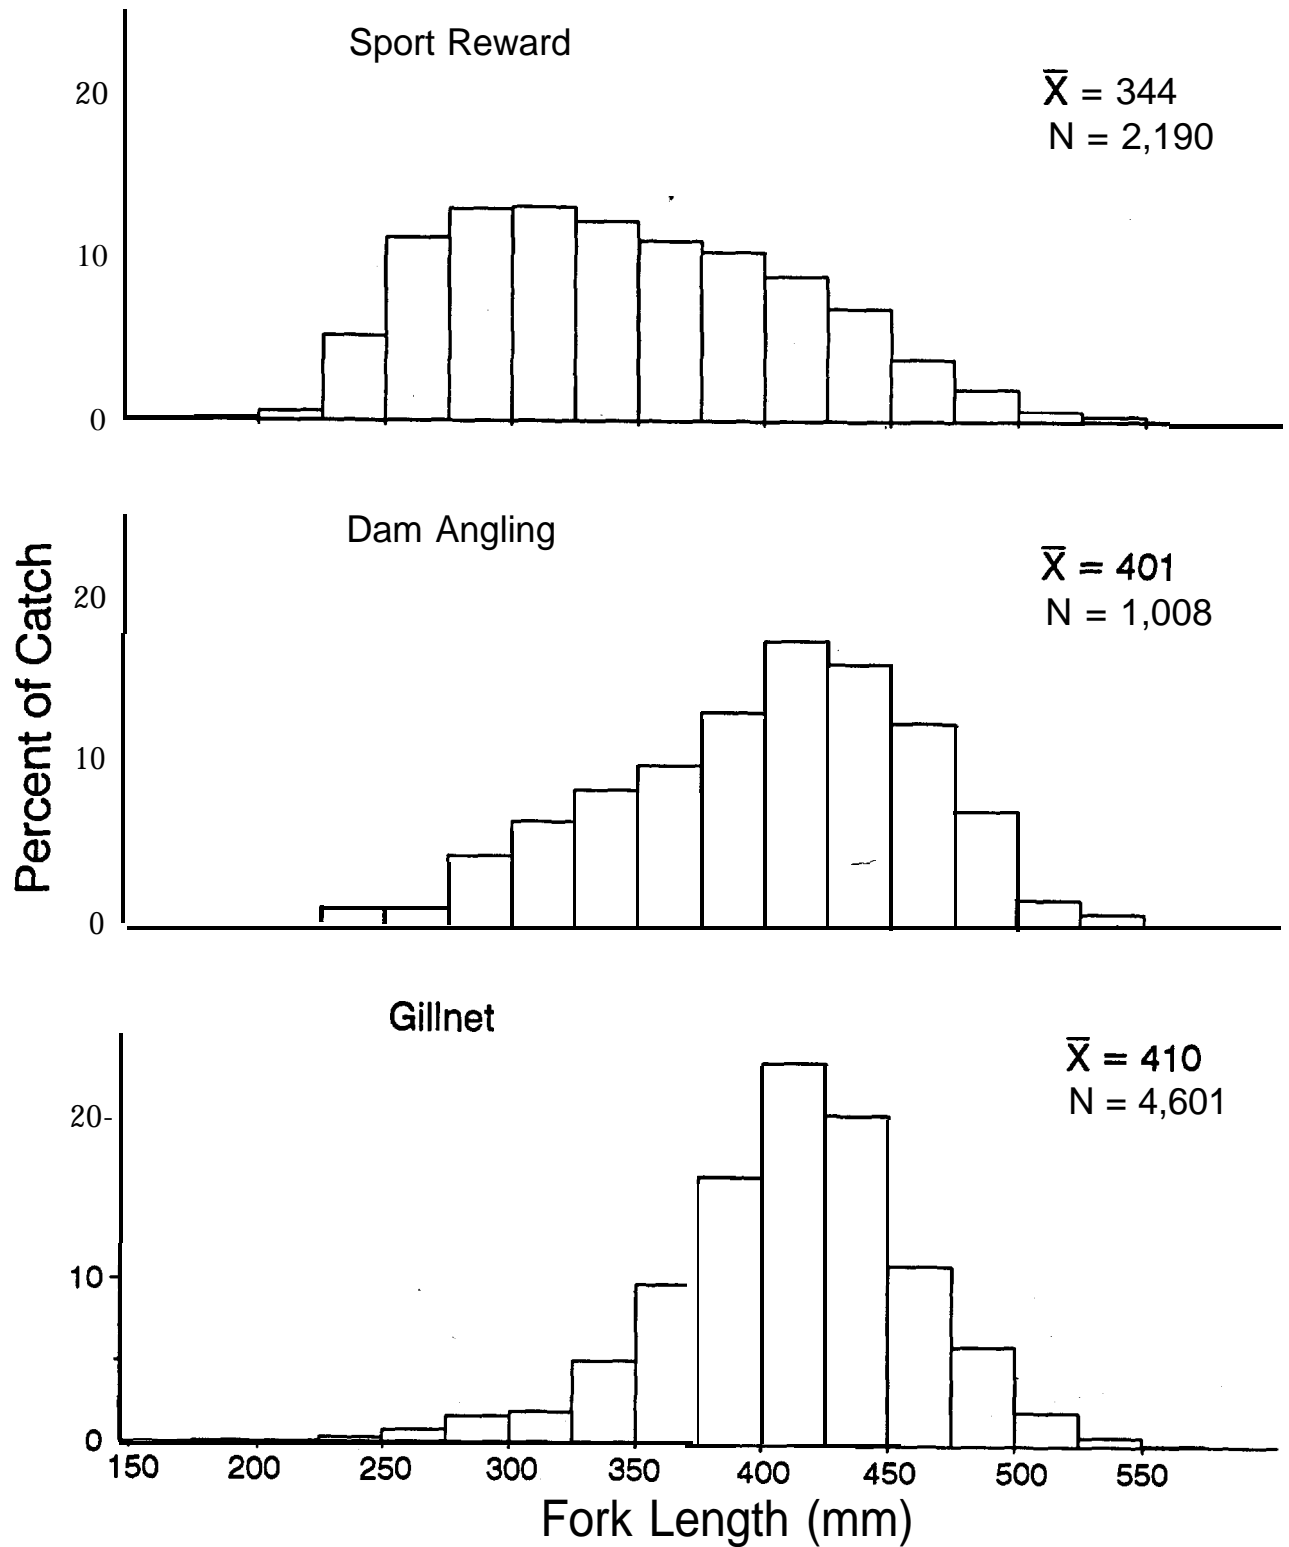 Sport Reward
X̄ = 344
N = 2,190
20
10
0
Dam Angling
X̄ = 401
N = 1,008
20
10
0
Percent of Catch
Gillnet
X̄ = 410
N = 4,601
20-
10
0
150 200 250 300 350 400 450 500 550
Fork Length (mm)